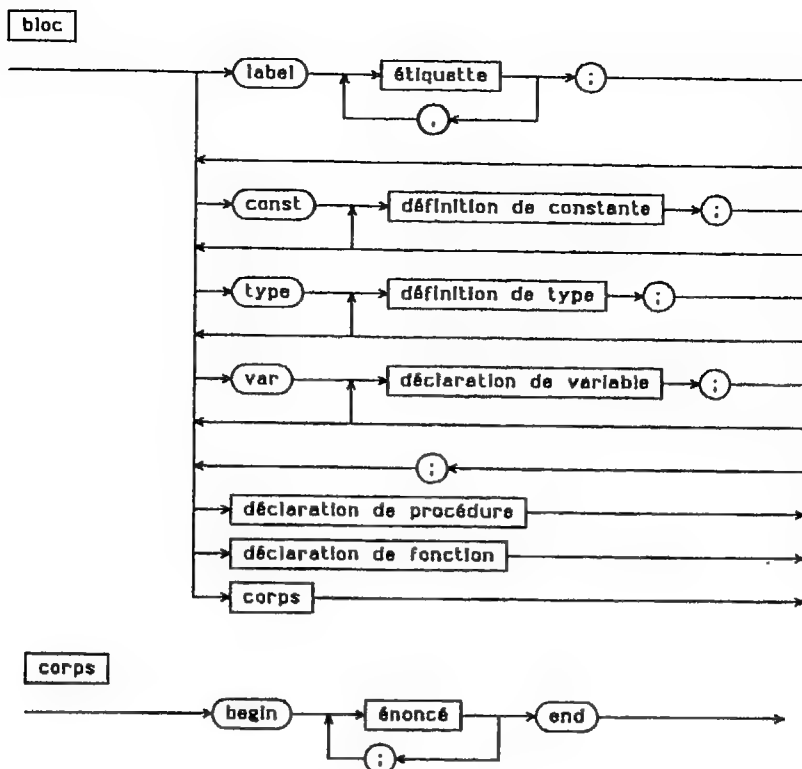 bloc
label étiquette ;
,
const définition de constante ;
type définition de type ;
var déclaration de variable ;
;
déclaration de procédure
déclaration de fonction
corps
corps
begin énoncé end
;